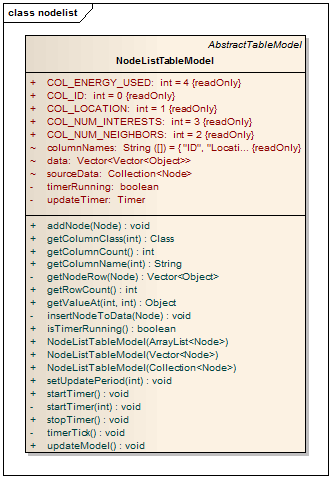 class nodelist
AbstractTableModel
NodeListTableModel
+ COL_ENERGY_USED: int = 4 {readOnly}
+ COL_ID: int = 0 {readOnly}
+ COL_LOCATION: int = 1 {readOnly}
+ COL_NUM_INTERESTS: int = 3 {readOnly}
+ COL_NUM_NEIGHBORS: int = 2 {readOnly}
~ columnNames: String ([]) = {"ID", "Locati... {readOnly}
~ data: Vector<Vector<Object>>
~ sourceData: Collection<Node>
- timerRunning: boolean
- updateTimer: Timer
+ addNode(Node) : void
+ getColumnClass(int) : Class
+ getColumnCount() : int
+ getColumnName(int) : String
- getNodeRow(Node) : Vector<Object>
+ getRowCount() : int
+ getValueAt(int, int) : Object
- insertNodeToData(Node) : void
+ isTimerRunning() : boolean
+ NodeListTableModel(ArrayList<Node>)
+ NodeListTableModel(Vector<Node>)
+ NodeListTableModel(Collection<Node>)
+ setUpdatePeriod(int) : void
+ startTimer() : void
- startTimer(int) : void
+ stopTimer() : void
- timerTick() : void
+ updateModel() : void